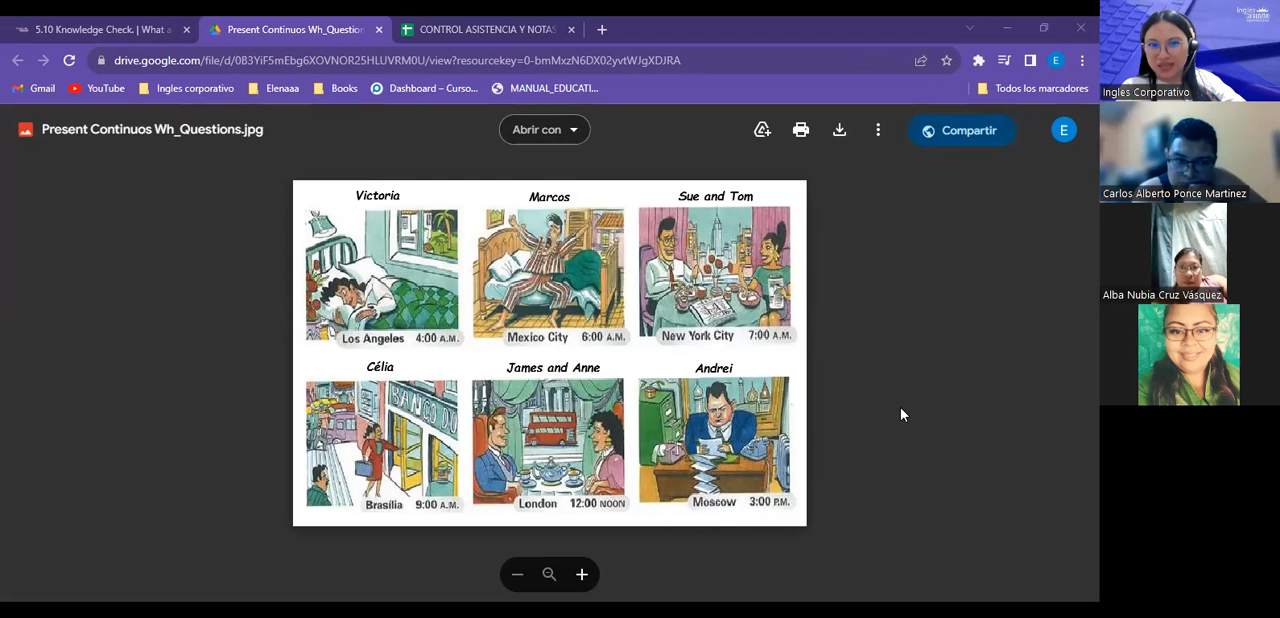 5.10 Knowledge Check. | What a
Present Continuos Wh_Question
CONTROL ASISTENCIA Y NOTAS
drive.google.com/file/d/0B3YiF5mEbg6XOVNOR25HLUVRM0U/view?resourcekey=0-bmMxzN6DX02yvtWJgXDJRA
E
Gmail
YouTube
Ingles corporativo
Elenaaa
Books
Dashboard – Curso...
MANUAL_EDUCATI...
Todos los marcadores
Present Continuos Wh_Questions.jpg
Abrir con
Compartir
E
Victoria
Marcos
Sue and Tom
Los Angeles 4:00 A.M.
Mexico City 6:00 A.M.
New York City 7:00 A.M.
Célia
James and Anne
Andrei
BANCO DU
Brasília 9:00 A.M.
London 12:00 NOON
Moscow 3:00 P.M.
Ingles
Ingles Corporativo
Carlos Alberto Ponce Martinez
Alba Nubia Cruz Vásquez